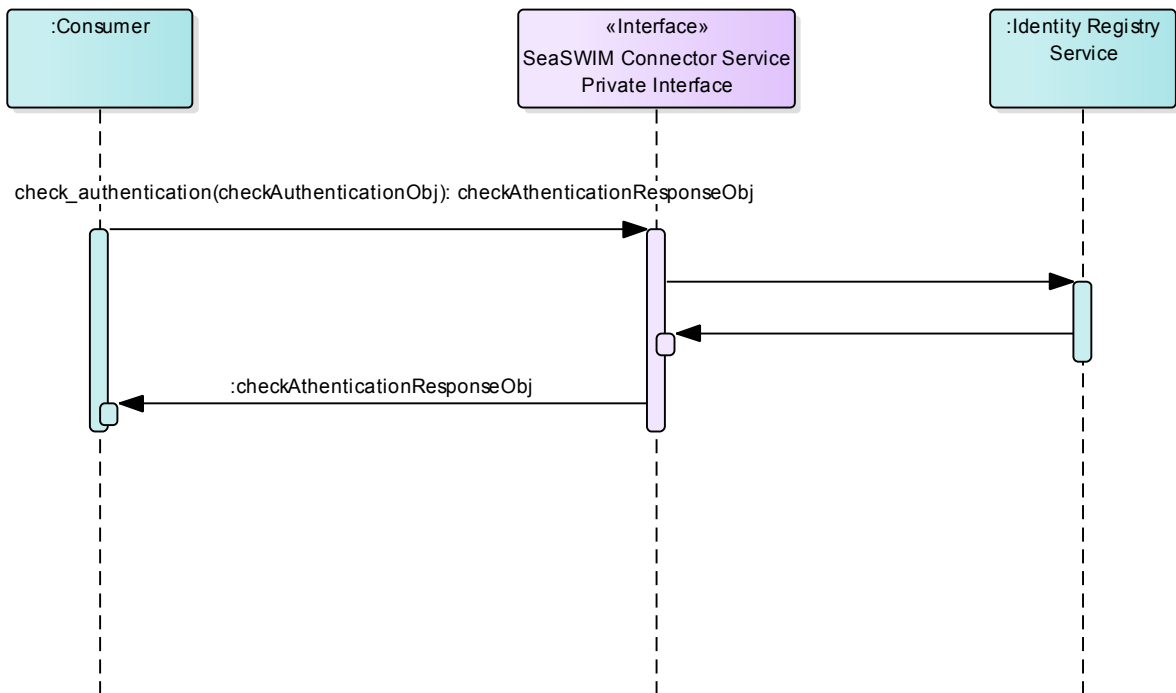 :Consumer
«Interface»
SeaSWIM Connector Service
Private Interface
:Identity Registry
Service
check_authentication(checkAuthenticationObj): checkAthenticationResponseObj
:checkAthenticationResponseObj